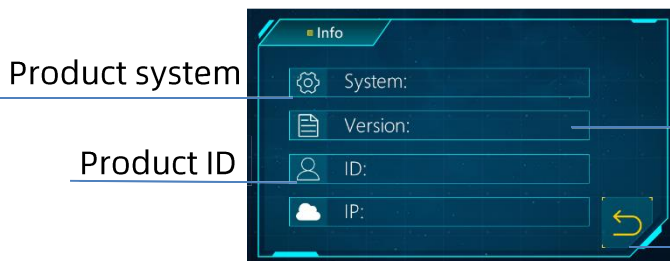 Info
Product system
System:
Version:
Product ID
ID:
IP: